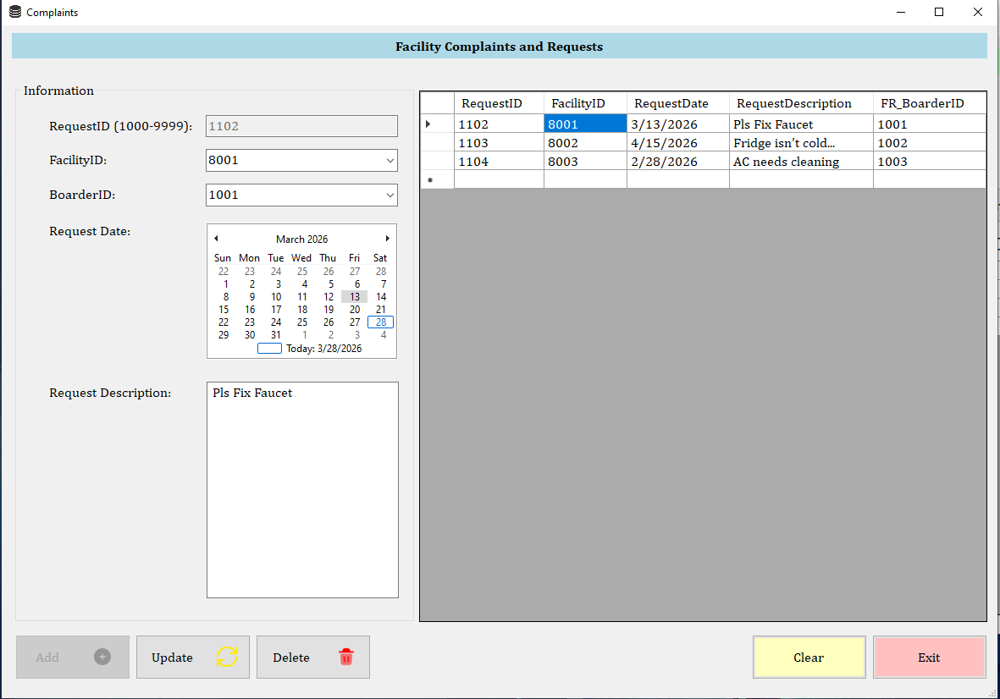 Complaints
Facility Complaints and Requests
Information
RequestID (1000-9999):
1102
FacilityID:
8001
BoarderID:
1001
Request Date:
March 2026
Sun Mon Tue Wed Thu Fri Sat
22 23 24 25 26 27 28
1 2 3 4 5 6 7
8 9 10 11 12 13 14
15 16 17 18 19 20 21
22 23 24 25 26 27 28
29 30 31 1 2 3 4
Today: 3/28/2026
Request Description:
Pls Fix Faucet
RequestID FacilityID RequestDate RequestDescription FR_BoarderID
1102 8001 3/13/2026 Pls Fix Faucet 1001
1103 8002 4/15/2026 Fridge isn’t cold... 1002
1104 8003 2/28/2026 AC needs cleaning 1003
Add
Update
Delete
Clear
Exit